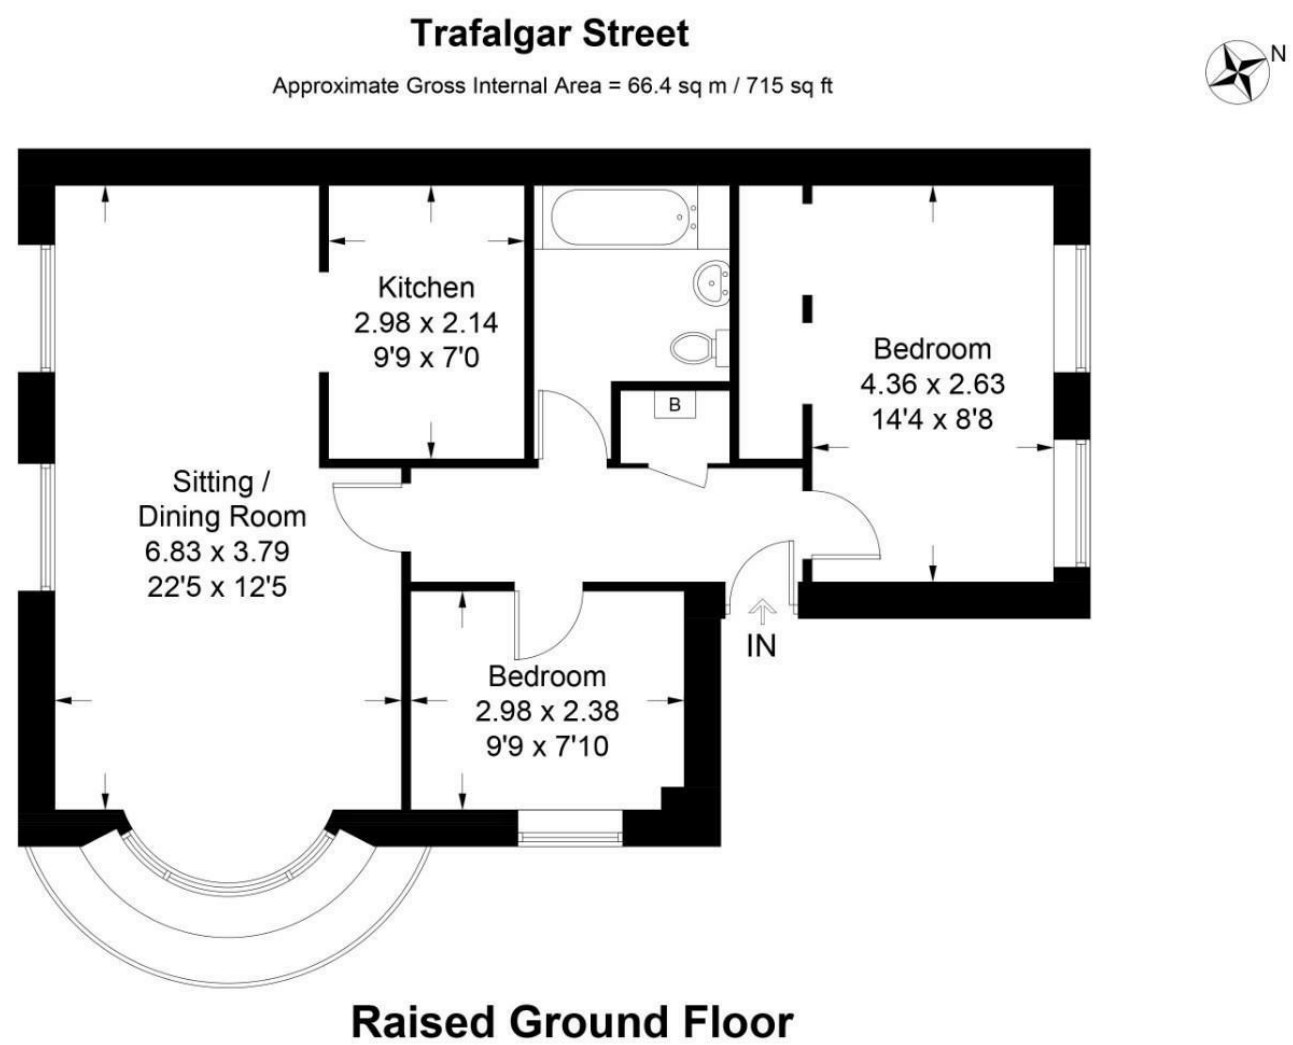 Trafalgar Street
Approximate Gross Internal Area = 66.4 sq m / 715 sq ft
N
Kitchen
2.98 x 2.14
9'9 x 7'0
Bedroom
4.36 x 2.63
14'4 x 8'8
B
Sitting /
Dining Room
6.83 x 3.79
22'5 x 12'5
IN
Bedroom
2.98 x 2.38
9'9 x 7'10
Raised Ground Floor